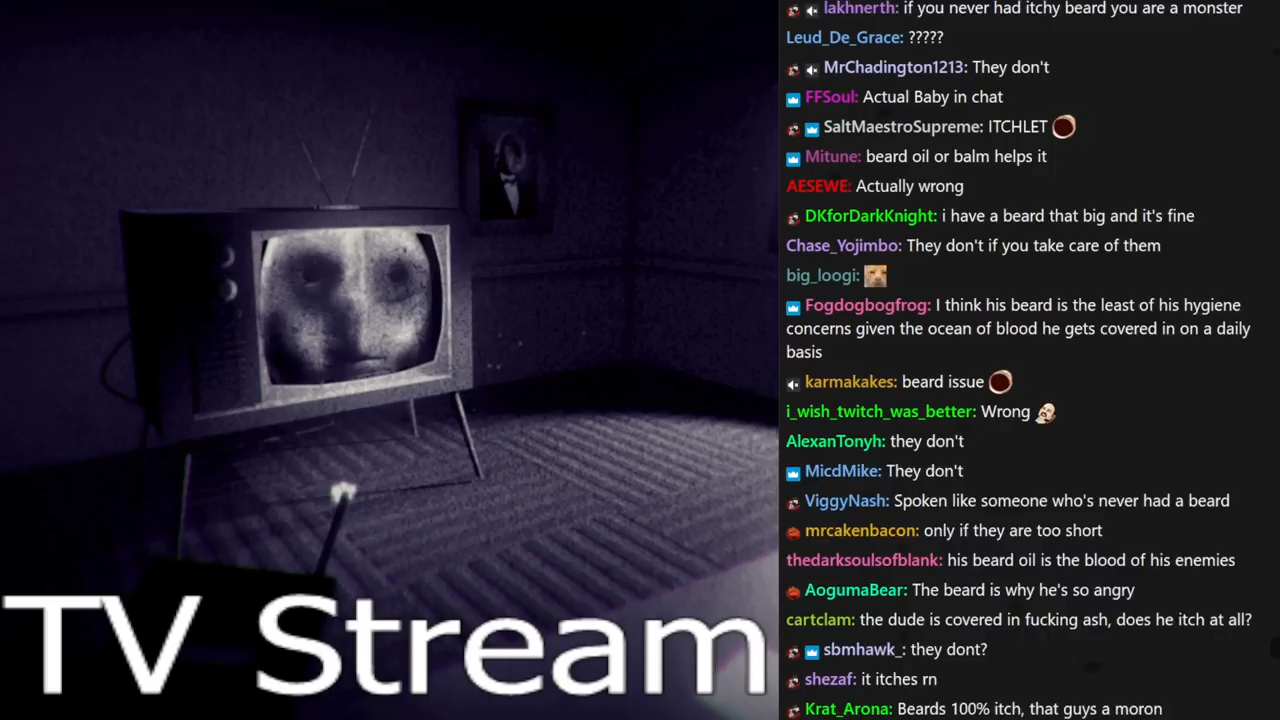 lakhnerth: if you never had itchy beard you are a monster
Leud_De_Grace: ?????
MrChadington1213: They don't
FFSoul: Actual Baby in chat
SaltMaestroSupreme: ITCHLET
Mitune: beard oil or balm helps it
AESEWE: Actually wrong
DKforDarkKnight: i have a beard that big and it's fine
Chase_Yojimbo: They don't if you take care of them
big_loogi:
Fogdogbogfrog: I think his beard is the least of his hygiene
concerns given the ocean of blood he gets covered in on a daily
basis
karmakakes: beard issue
i_wish_twitch_was_better: Wrong
AlexanTonyh: they don't
MicdMike: They don't
ViggyNash: Spoken like someone who's never had a beard
mrcakenbacon: only if they are too short
thedarksoulsofblank: his beard oil is the blood of his enemies
AogumaBear: The beard is why he's so angry
cartclam: the dude is covered in fucking ash, does he itch at all?
sbmhawk_: they dont?
shezaf: it itches rn
Krat_Arona: Beards 100% itch, that guys a moron
TV Stream